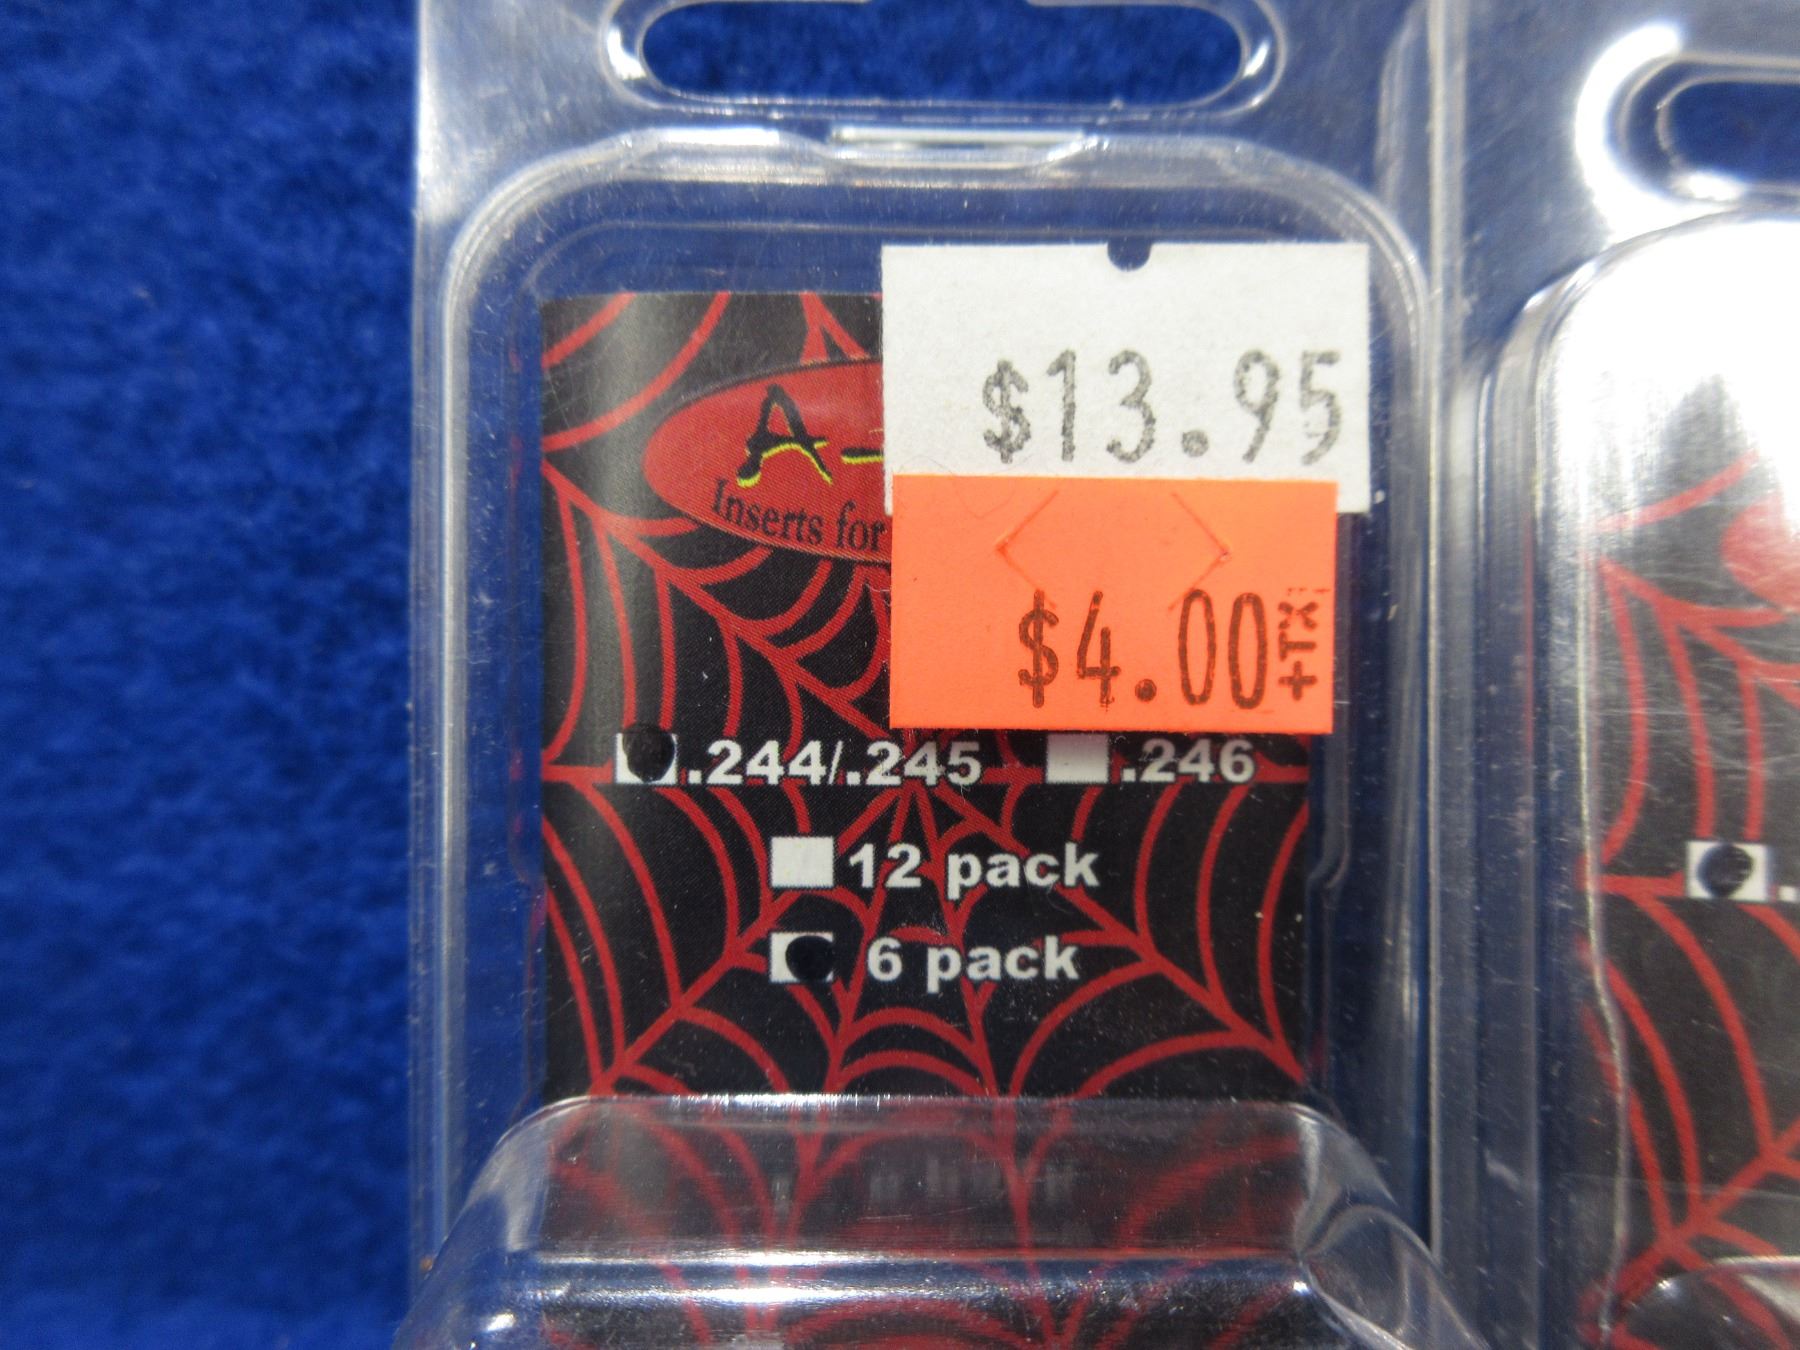 $13.95
A-
Inserts for
$4.00 +TX
.244/.245 .246
12 pack
6 pack